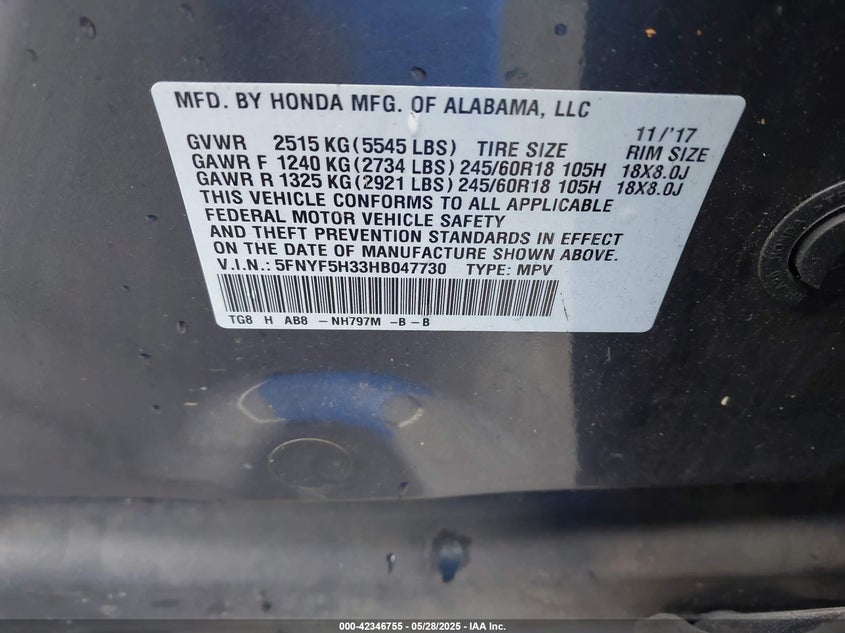 MFD. BY HONDA MFG. OF ALABAMA, LLC
11/'17
GVWR 2515 KG(5545 LBS) TIRE SIZE RIM SIZE
GAWR F 1240 KG(2734 LBS) 245/60R18 105H 18X8.0J
GAWR R 1325 KG(2921 LBS) 245/60R18 105H 18X8.0J
THIS VEHICLE CONFORMS TO ALL APPLICABLE
FEDERAL MOTOR VEHICLE SAFETY
AND THEFT PREVENTION STANDARDS IN EFFECT
ON THE DATE OF MANUFACTURE SHOWN ABOVE.
V.I.N.: 5FNYF5H33HB047730 TYPE: MPV
TG8 H AB8 -NH797M -B-B
000-42346755 - 05/28/2025 - IAA Inc.